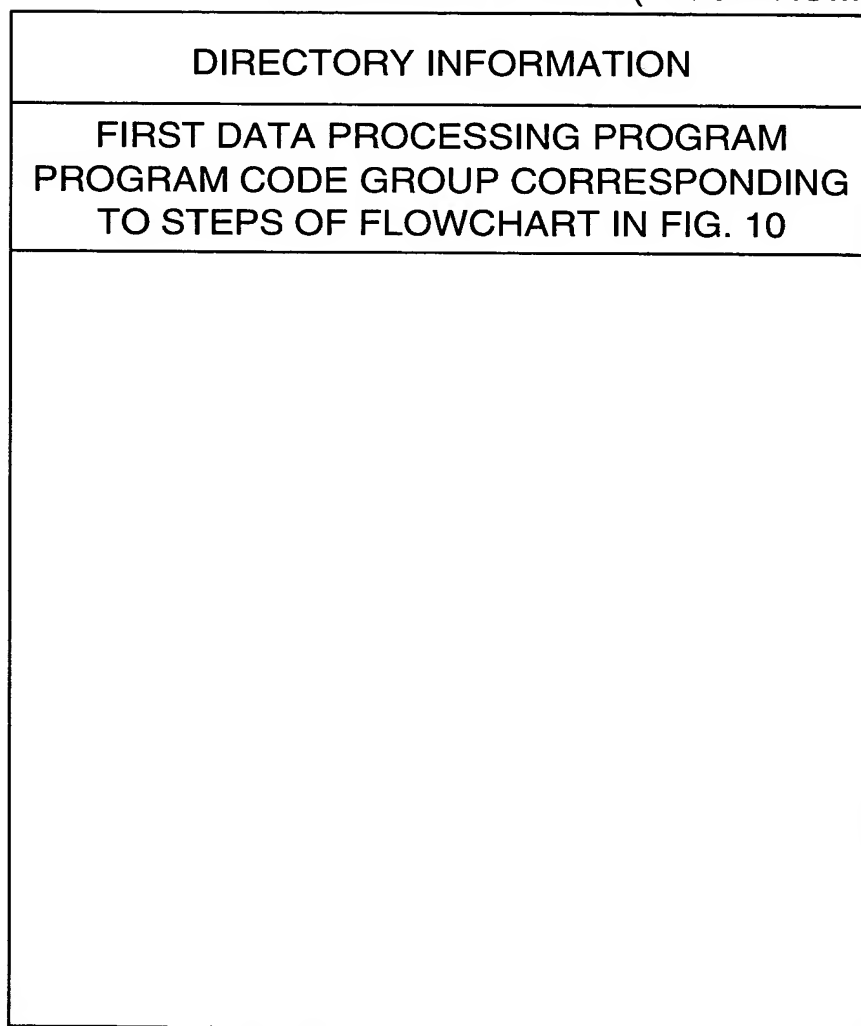 DIRECTORY INFORMATION
FIRST DATA PROCESSING PROGRAM
PROGRAM CODE GROUP CORRESPONDING
TO STEPS OF FLOWCHART IN FIG. 10